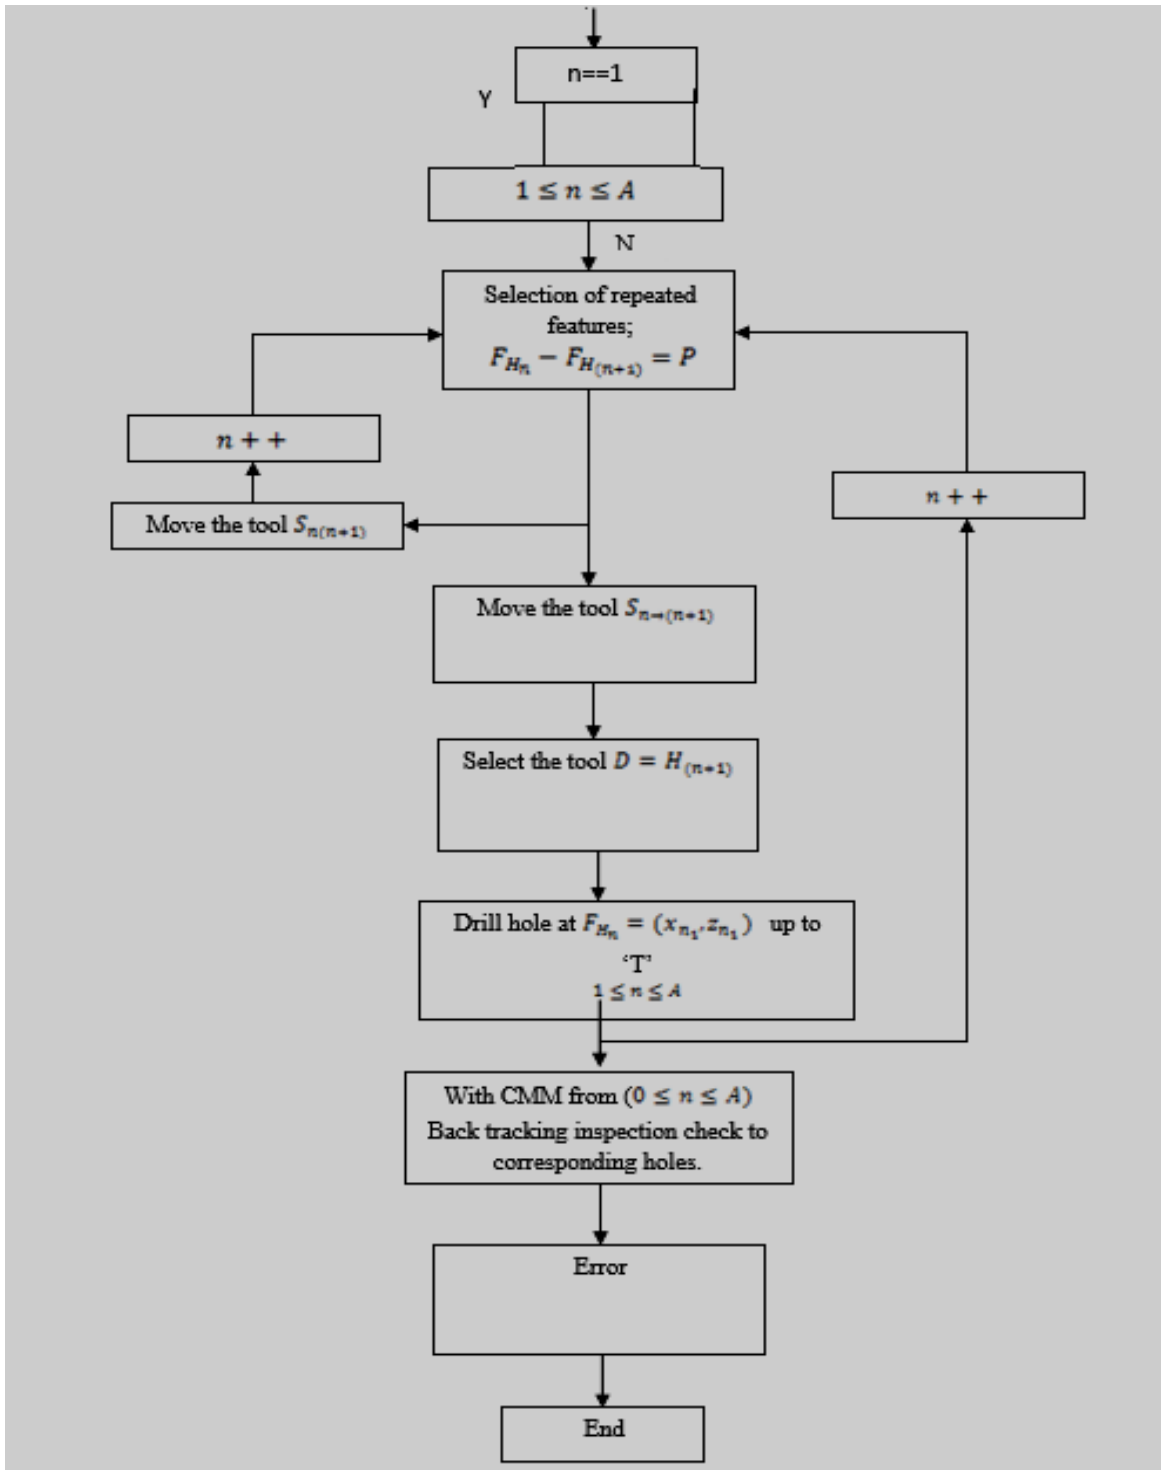 n==1
Y
1 ≤ n ≤ A
N
Selection of repeated
features;
F_{H_n} − F_{H_{(n+1)}} = P
n + +
n + +
Move the tool S_{n(n+1)}
Move the tool S_{n→(n+1)}
Select the tool D = H_{(n+1)}
Drill hole at F_{H_n} = (x_{n_1}, z_{n_1}) up to
‘T’
1 ≤ n ≤ A
With CMM from (0 ≤ n ≤ A)
Back tracking inspection check to
corresponding holes.
Error
End